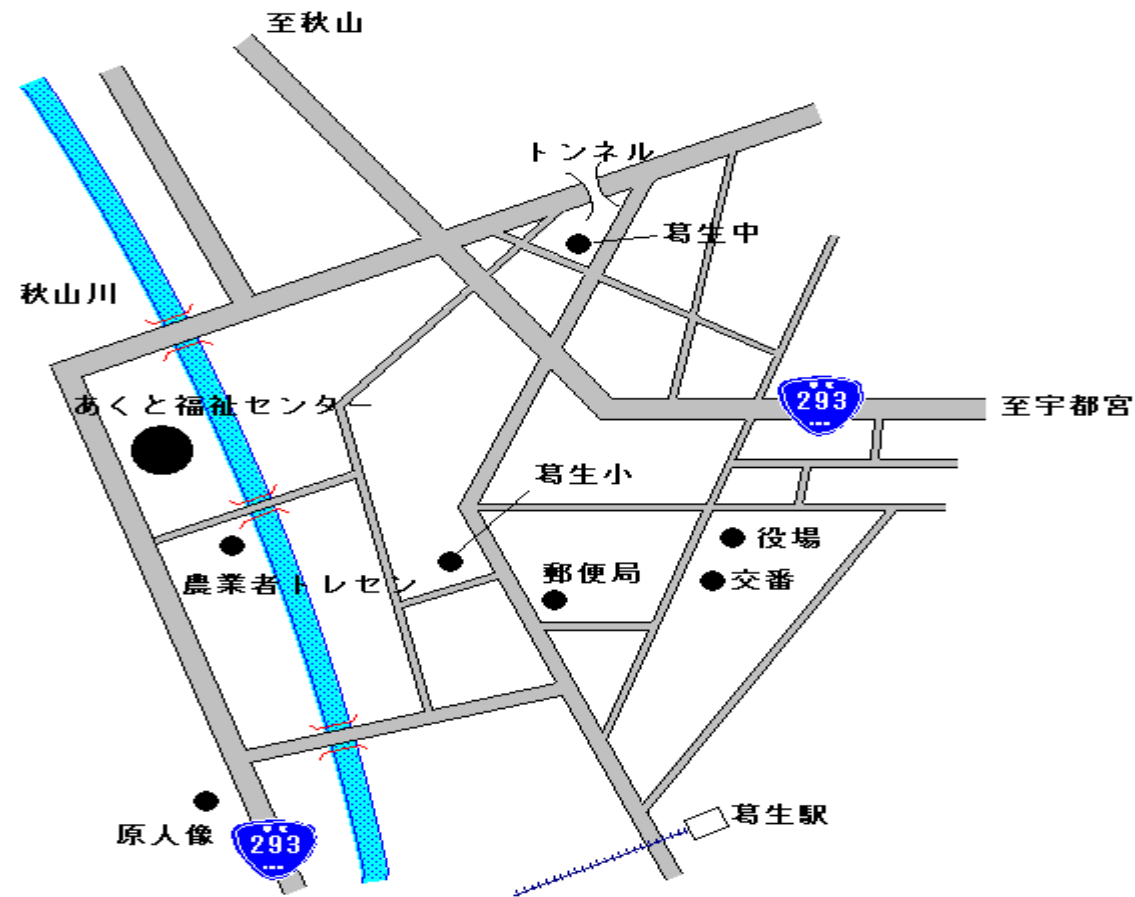 至秋山
トンネル
葛生中
秋山川
あくと福祉センター
293
至宇都宮
葛生小
役場
郵便局
交番
農業者トレセン
葛生駅
原人像
293